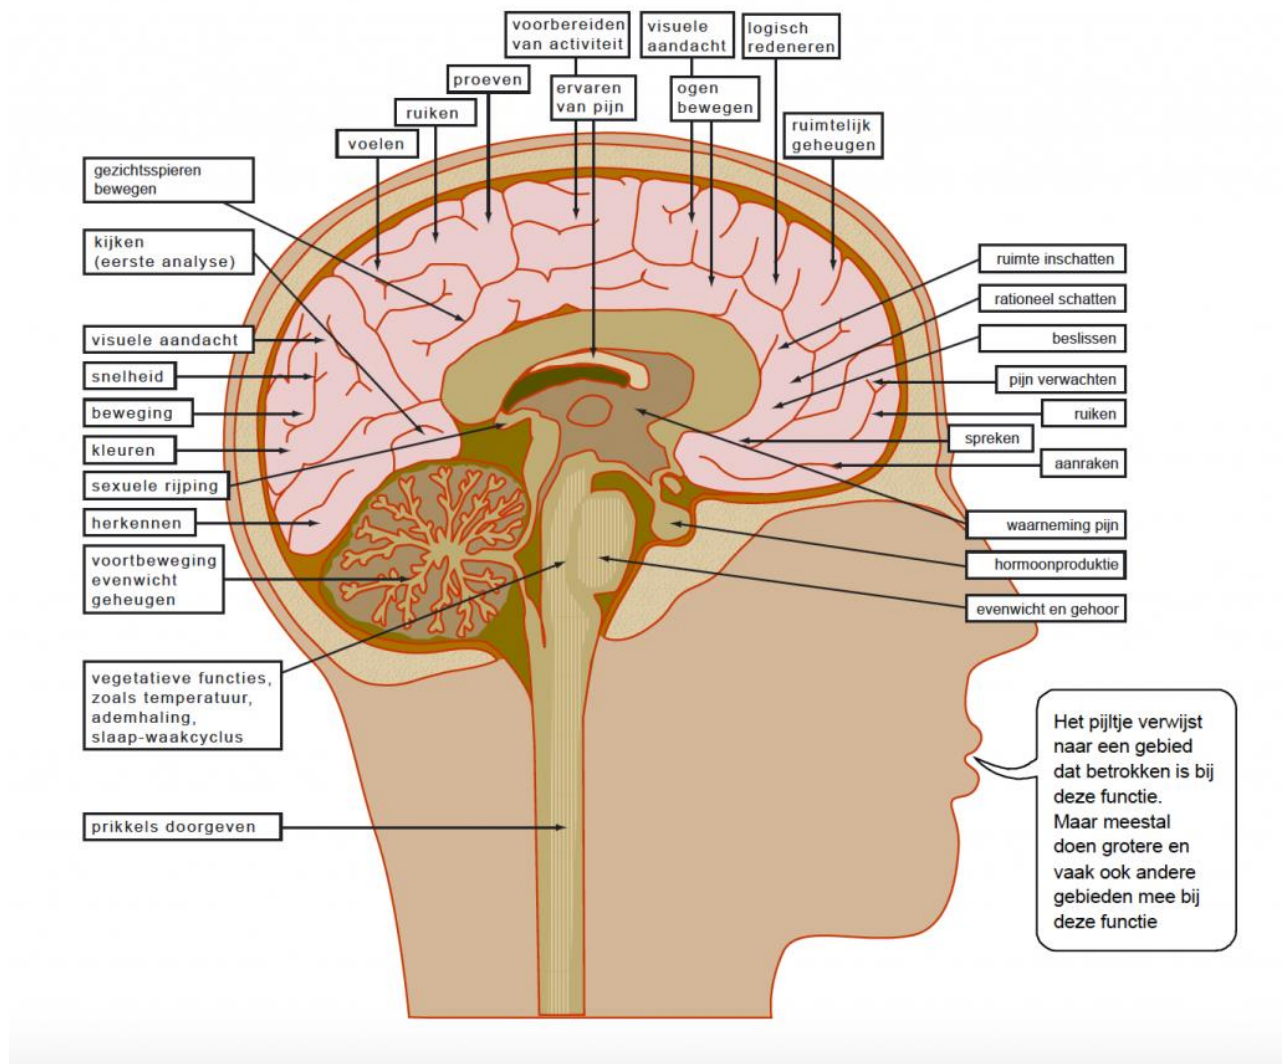 voorbereiden
van activiteit
visuele
aandacht
logisch
redeneren
proeven
ervaren
van pijn
ogen
bewegen
ruiken
ruimtelijk
geheugen
voelen
gezichtsspieren
bewegen
kijken
(eerste analyse)
visuele aandacht
snelheid
beweging
kleuren
sexuele rijping
herkennen
voortbeweging
evenwicht
geheugen
vegetatieve functies,
zoals temperatuur,
ademhaling,
slaap-waakcyclus
prikkels doorgeven
ruimte inschatten
rationeel schatten
beslissen
pijn verwachten
ruiken
spreken
aanraken
waarneming pijn
hormoonproduktie
evenwicht en gehoor
Het pijltje verwijst
naar een gebied
dat betrokken is bij
deze functie.
Maar meestal
doen grotere en
vaak ook andere
gebieden mee bij
deze functie